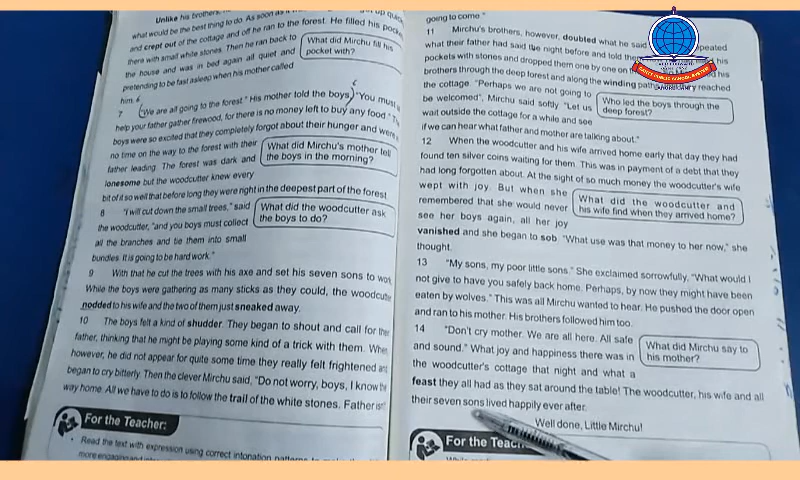 Unlike his brothers,
what would be the best thing to do. As soon as
and crept out of the cottage and off he ran to the forest. He filled his pocket
there with small white stones. Then he ran back to
the house and was in bed again all quiet and
pretending to be fast asleep when his mother called
him.
What did Mirchu fill his
pocket with?
7 "We are all going to the forest." His mother told the boys, "You must
help your father gather firewood, for there is no money left to buy any food."
boys were so excited that they completely forgot about their hunger and were
no time on the way to the forest with their
father leading. The forest was dark and
lonesome but the woodcutter knew every
bit of it so well that before long they were right in the deepest part of the forest.
What did Mirchu's mother tell
the boys in the morning?
8 "I will cut down the small trees," said
the woodcutter, "and you boys must collect
all the branches and tie them into small
bundles. It is going to be hard work."
What did the woodcutter ask
the boys to do?
9 With that he cut the trees with his axe and set his seven sons to work
While the boys were gathering as many sticks as they could, the woodcutter
nodded to his wife and the two of them just sneaked away.
10 The boys felt a kind of shudder. They began to shout and call for their
father, thinking that he might be playing some kind of a trick with them. When
however, he did not appear for quite some time they really felt frightened and
began to cry bitterly. Then the clever Mirchu said, "Do not worry, boys, I know the
way home. All we have to do is to follow the trail of the white stones. Father
For the Teacher:
• Read the text with expression using correct intonation patterns to
more engaging and
going to come "
11 Mirchu's brothers, however, doubted what he said
what their father had said the night before and told
pockets with stones and dropped them one by one on
brothers through the deep forest and along the winding path reached
the cottage. "Perhaps we are not going to
be welcomed", Mirchu said softly "Let us
wait outside the cottage for a while and see
if we can hear what father and mother are talking about."
Who led the boys through the
deep forest?
12 When the woodcutter and his wife arrived home early that day they had
found ten silver coins waiting for them. This was in payment of a debt that they
had long forgotten about. At the sight of so much money the woodcutter's wife
wept with joy. But when she
remembered that she would never
see her boys again, all her joy
vanished and she began to sob "What use was that money to her now," she
thought.
What did the woodcutter and
his wife find when they arrived home?
13 "My sons, my poor little sons." She exclaimed sorrowfully, "What would I
not give to have you safely back home. Perhaps, by now they might have been
eaten by wolves." This was all Mirchu wanted to hear. He pushed the door open
and ran to his mother. His brothers followed him too.
14 "Don't cry mother. We are all here. All safe
and sound." What joy and happiness there was in
the woodcutter's cottage that night and what a
feast they all had as they sat around the table! The woodcutter, his wife and all
their seven sons lived happily ever after.
What did Mirchu say to
his mother?
Well done, Little Mirchu!
For the Teach